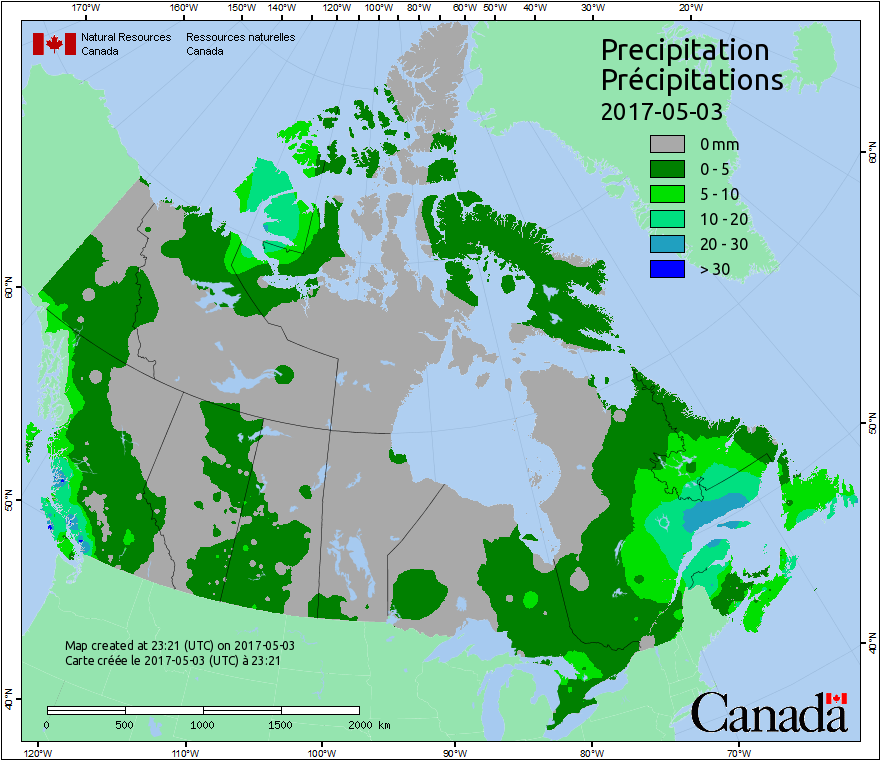 170°W 160°W 150°W 140°W 120°W 100°W 80°W 60°W 50°W 40°W 30°W 20°W
Natural Resources Ressources naturelles
Canada Canada
Precipitation
Précipitations
2017-05-03
0 mm
0 - 5
5 - 10
10 - 20
20 - 30
> 30
60°N
50°N
40°N
60°N
50°N
40°N
Map created at 23:21 (UTC) on 2017-05-03
Carte créée le 2017-05-03 (UTC) à 23:21
0 500 1000 1500 2000 km
Canada
120°W 110°W 100°W 90°W 80°W 70°W